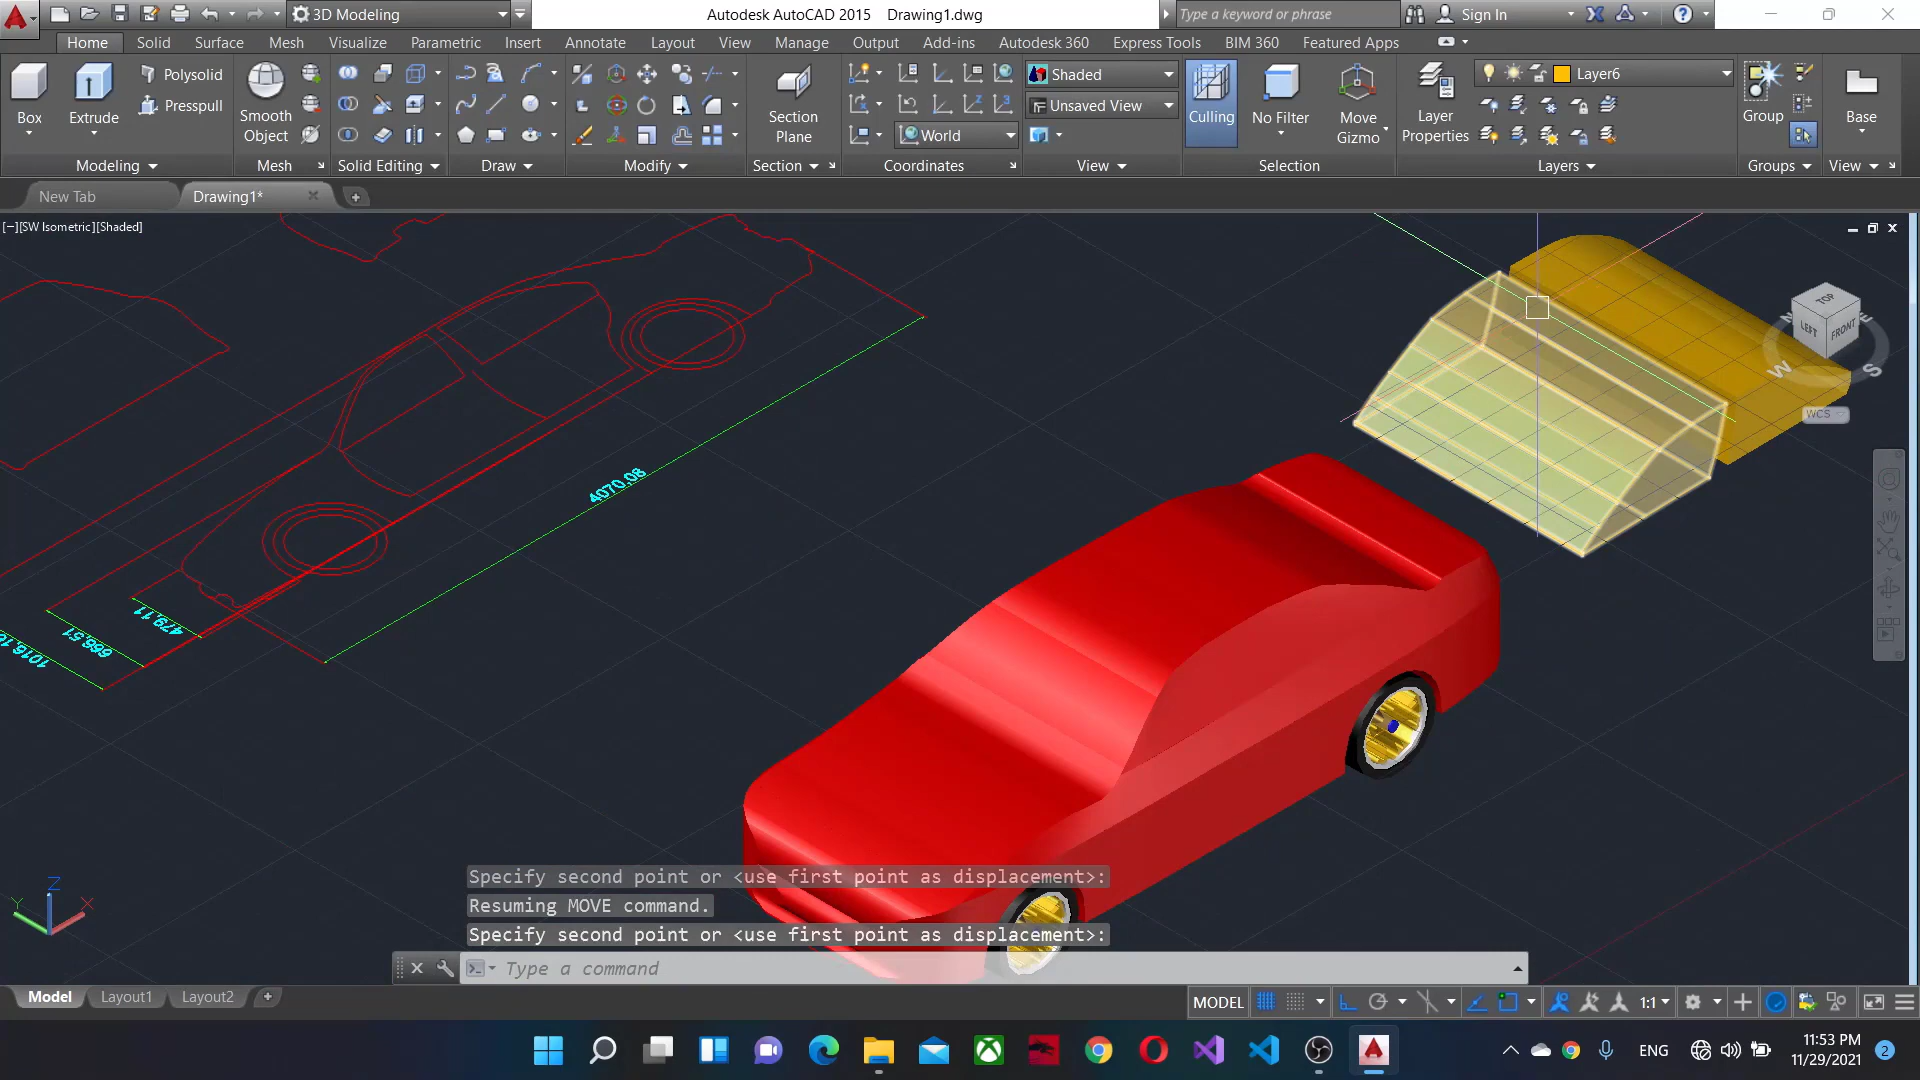 3D Modeling
Autodesk AutoCAD 2015 Drawing1.dwg
Type a keyword or phrase
Sign In
Home Solid Surface Mesh Visualize Parametric Insert Annotate Layout View Manage Output Add-ins Autodesk 360 Express Tools BIM 360 Featured Apps
Box
Extrude
Polysolid
Presspull
Smooth
Object
Section
Plane
World
Shaded
Unsaved View
Culling
No Filter
Move
Gizmo
Layer
Properties
Layer6
Group
Base
Modeling Mesh Solid Editing Draw Modify Section Coordinates View Selection Layers Groups View
New Tab
Drawing1*
[−][SW Isometric][Shaded]
TOP
LEFT
FRONT
N
E
W
S
WCS
4070,08
479,11
666,51
1016,16
Z
Y
X
Specify second point or <use first point as displacement>:
Resuming MOVE command.
Specify second point or <use first point as displacement>:
Type a command
Model Layout1 Layout2
MODEL
1:1
ENG
11:53 PM
11/29/2021
2